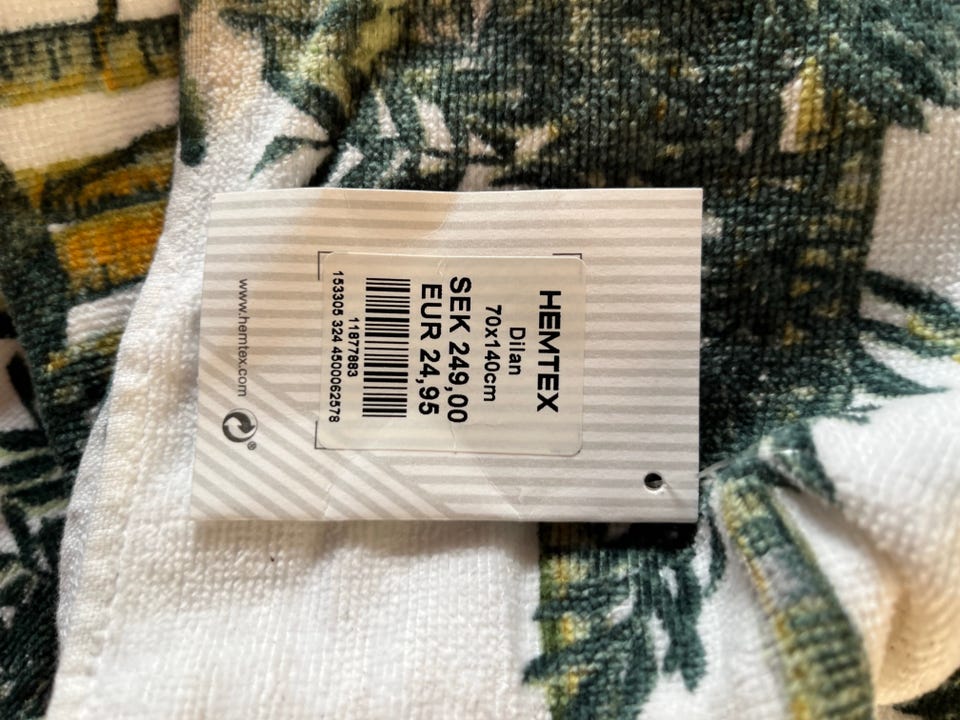 HEMTEX
Dilan
70x140cm
SEK 249,00
EUR 24,95
11877883
153305 324 4500062578
www.hemtex.com
®